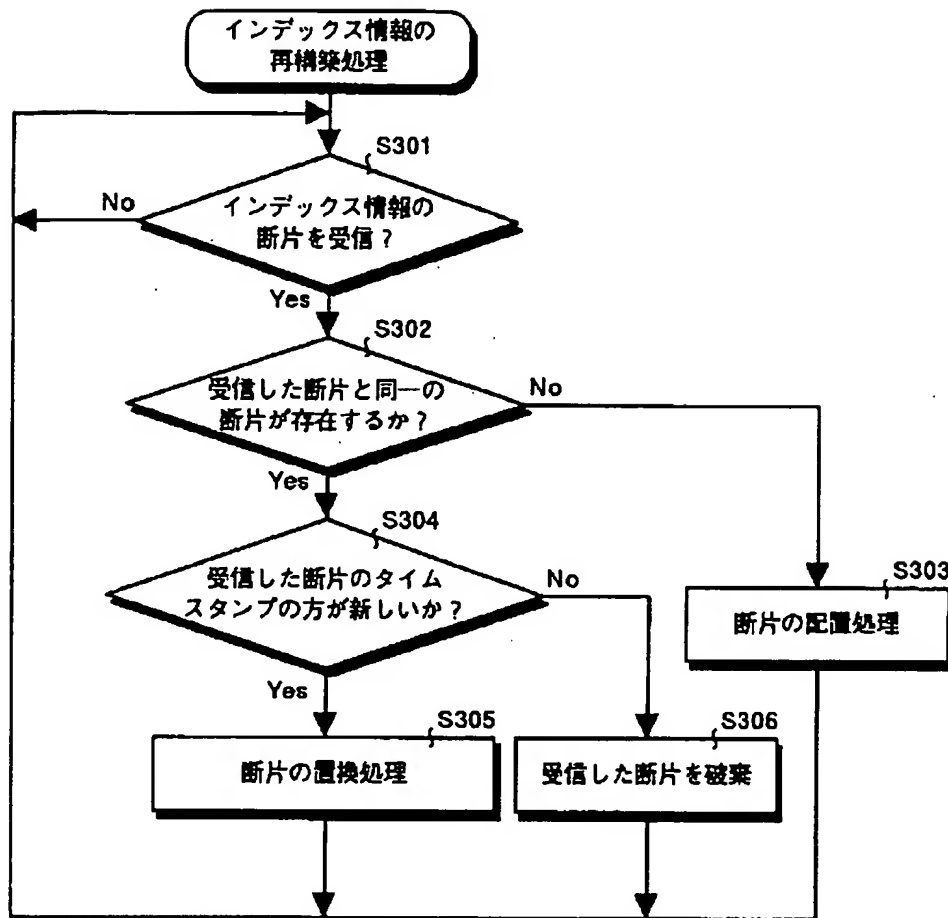 インデックス情報の
再構築処理
S301
No
インデックス情報の
断片を受信？
Yes
S302
受信した断片と同一の
断片が存在するか？
No
Yes
S304
受信した断片のタイム
スタンプの方が新しいか？
No
S303
断片の配置処理
Yes
S305
断片の置換処理
S306
受信した断片を破棄